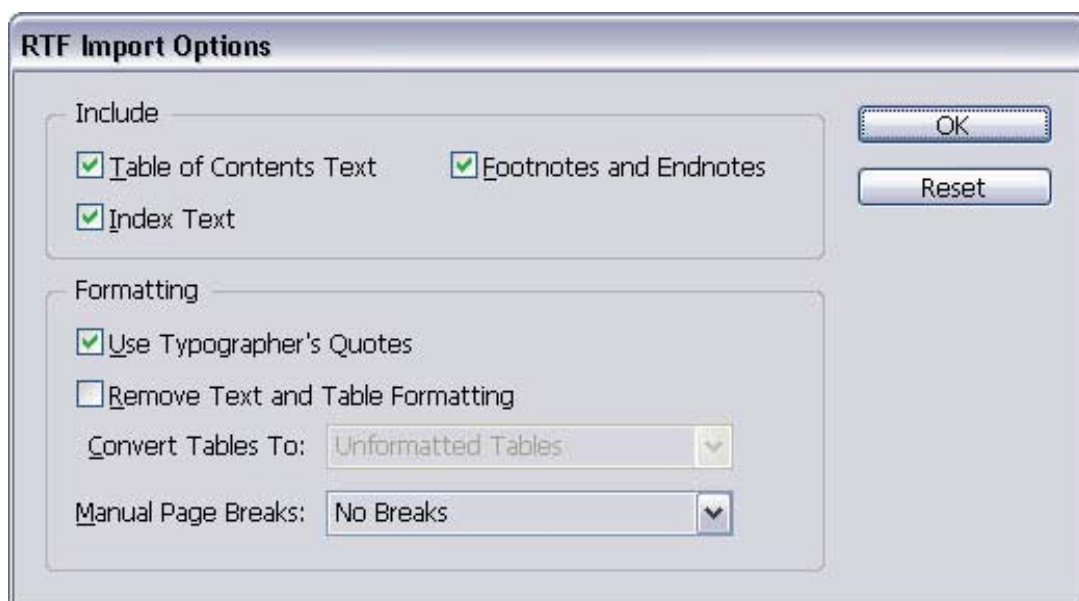 RTF Import Options
Include
Table of Contents Text
Footnotes and Endnotes
Index Text
OK
Reset
Formatting
Use Typographer's Quotes
Remove Text and Table Formatting
Convert Tables To: Unformatted Tables
Manual Page Breaks: No Breaks